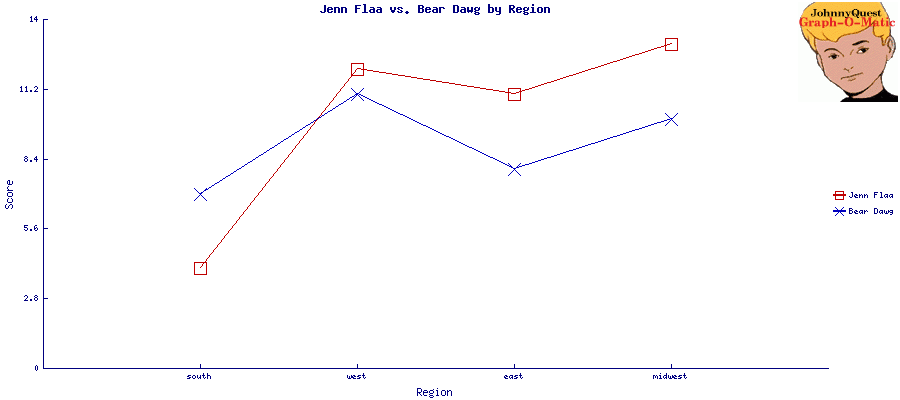 Jenn Flaa vs. Bear Dawg by Region
JohnnyQuest
Graph-O-Matic
14
11.2
8.4
5.6
2.8
0
Score
south west east midwest
Region
Jenn Flaa
Bear Dawg